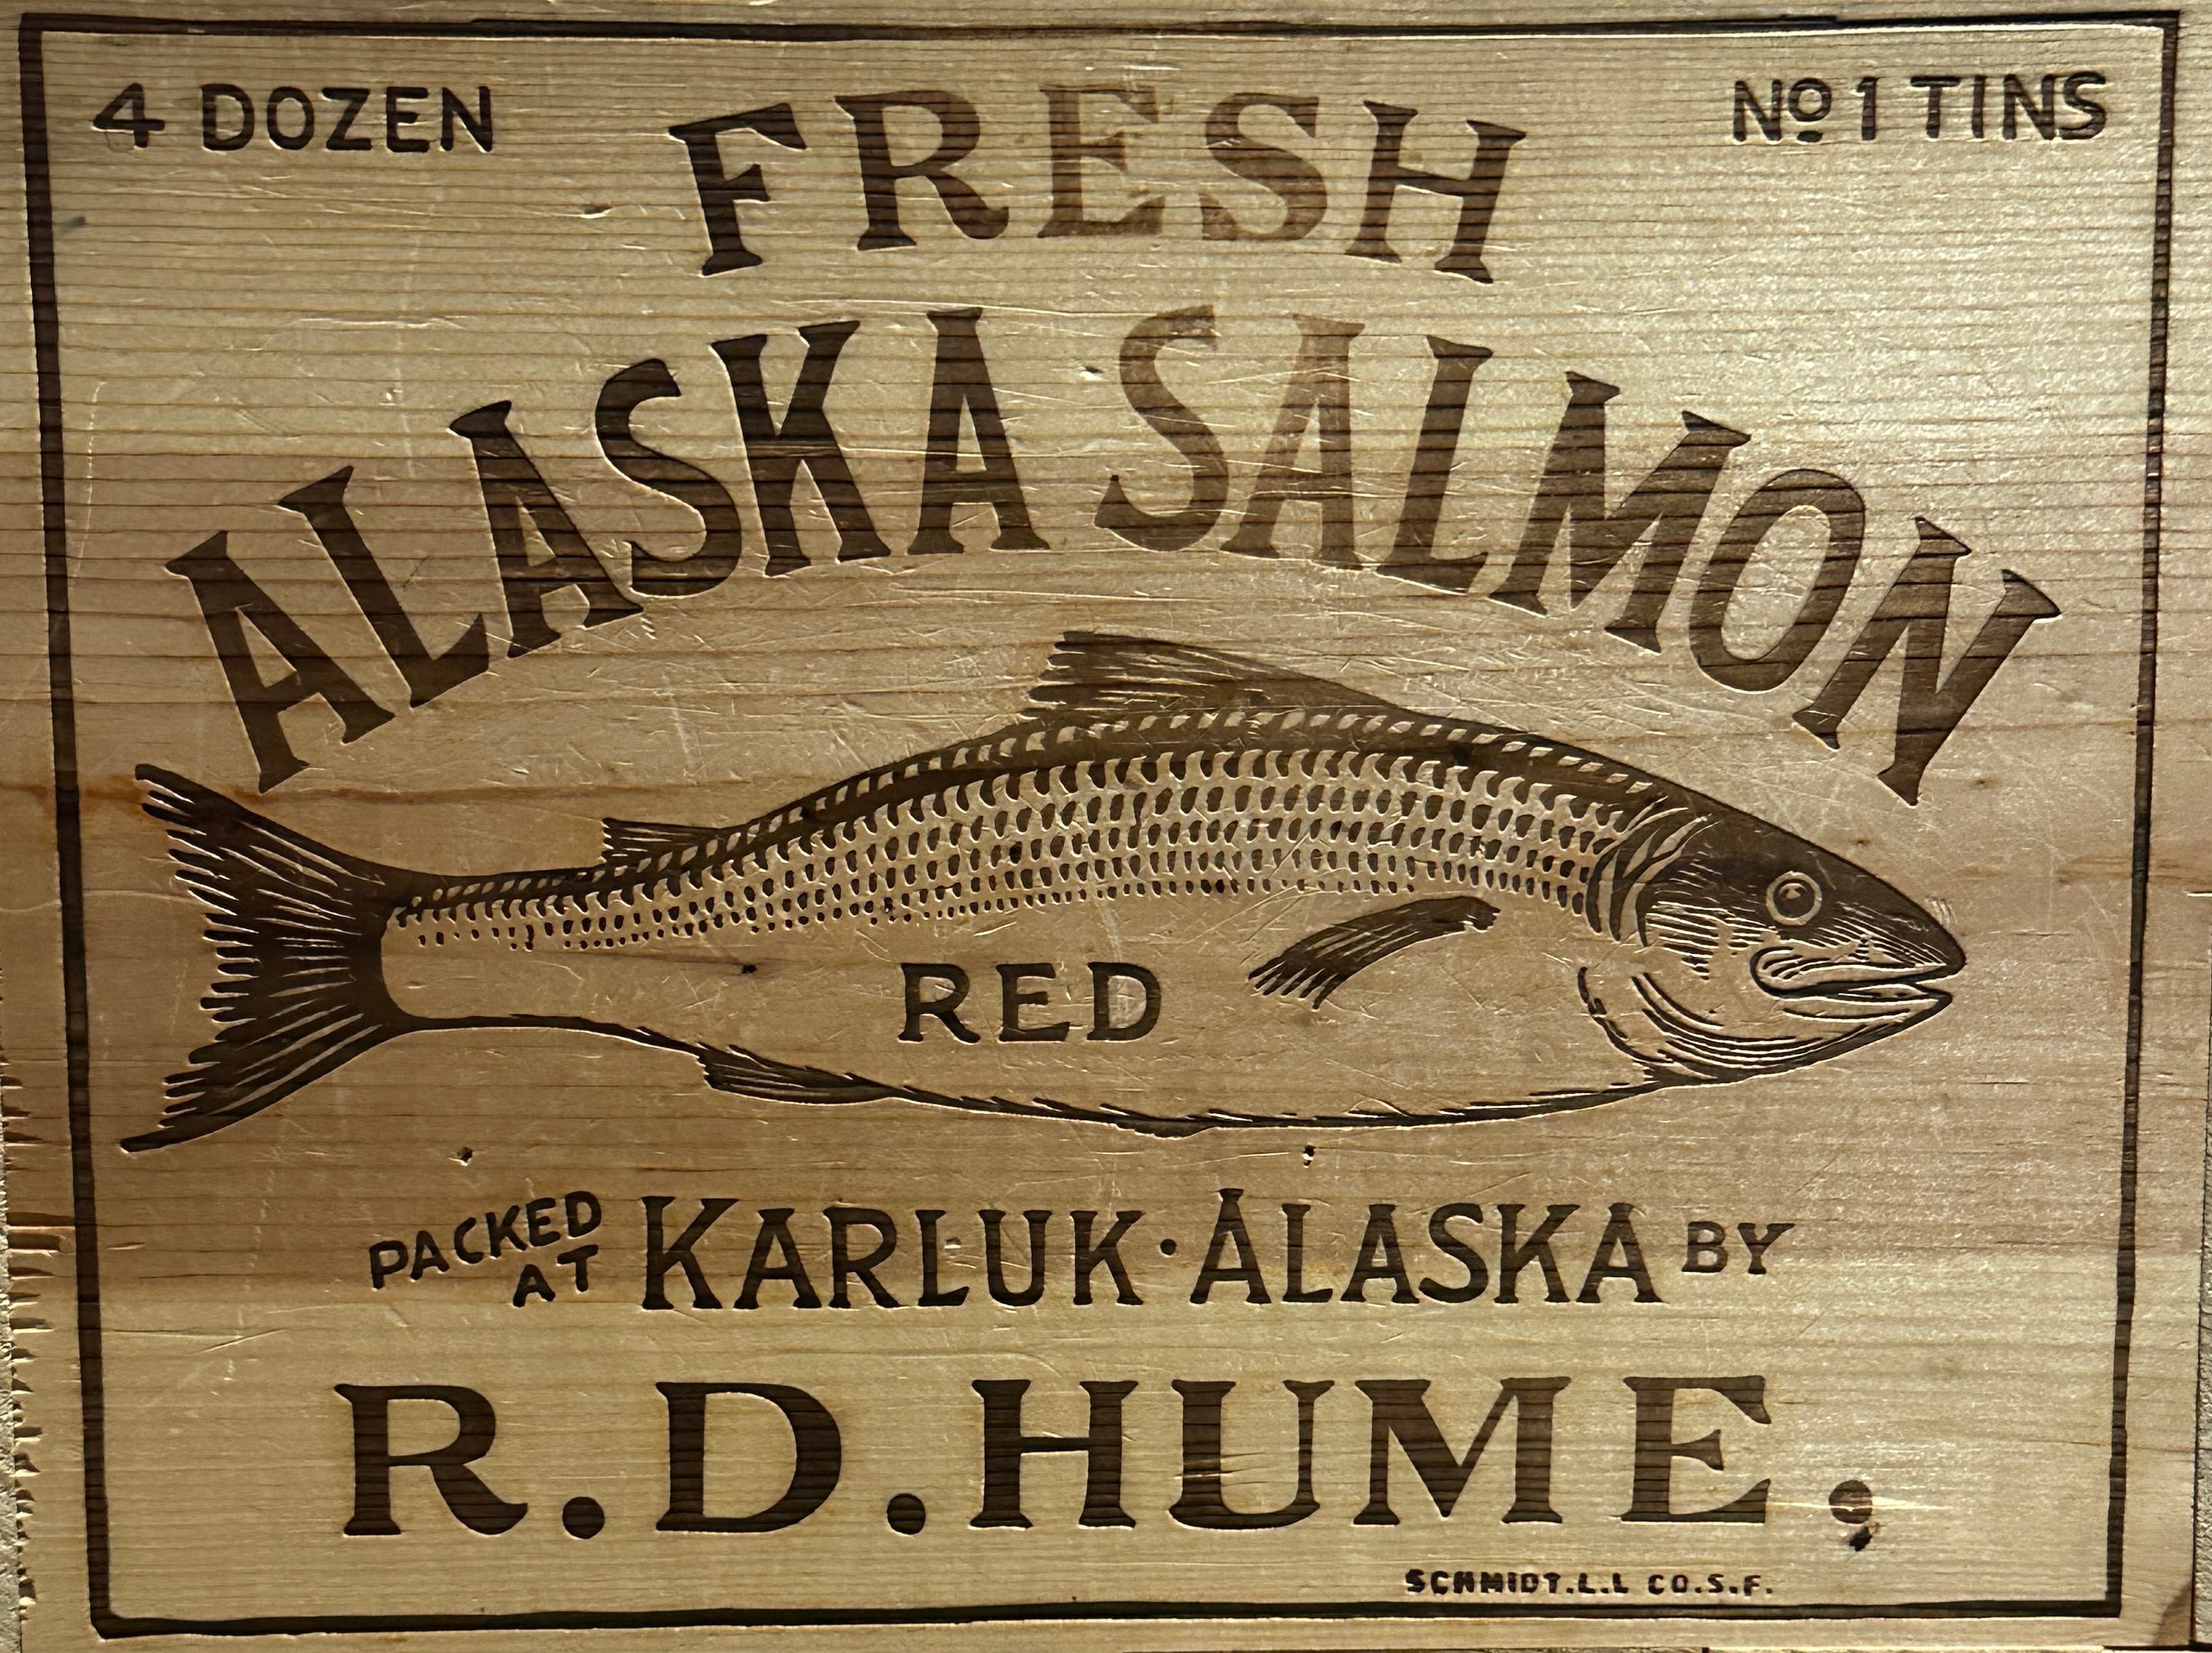 4 DOZEN
Nº 1 TINS
FRESH
ALASKA SALMON
RED
PACKED
AT KARLUK·ALASKA BY
R.D.HUME,
SCHMIDT.L.L CO.S.F.